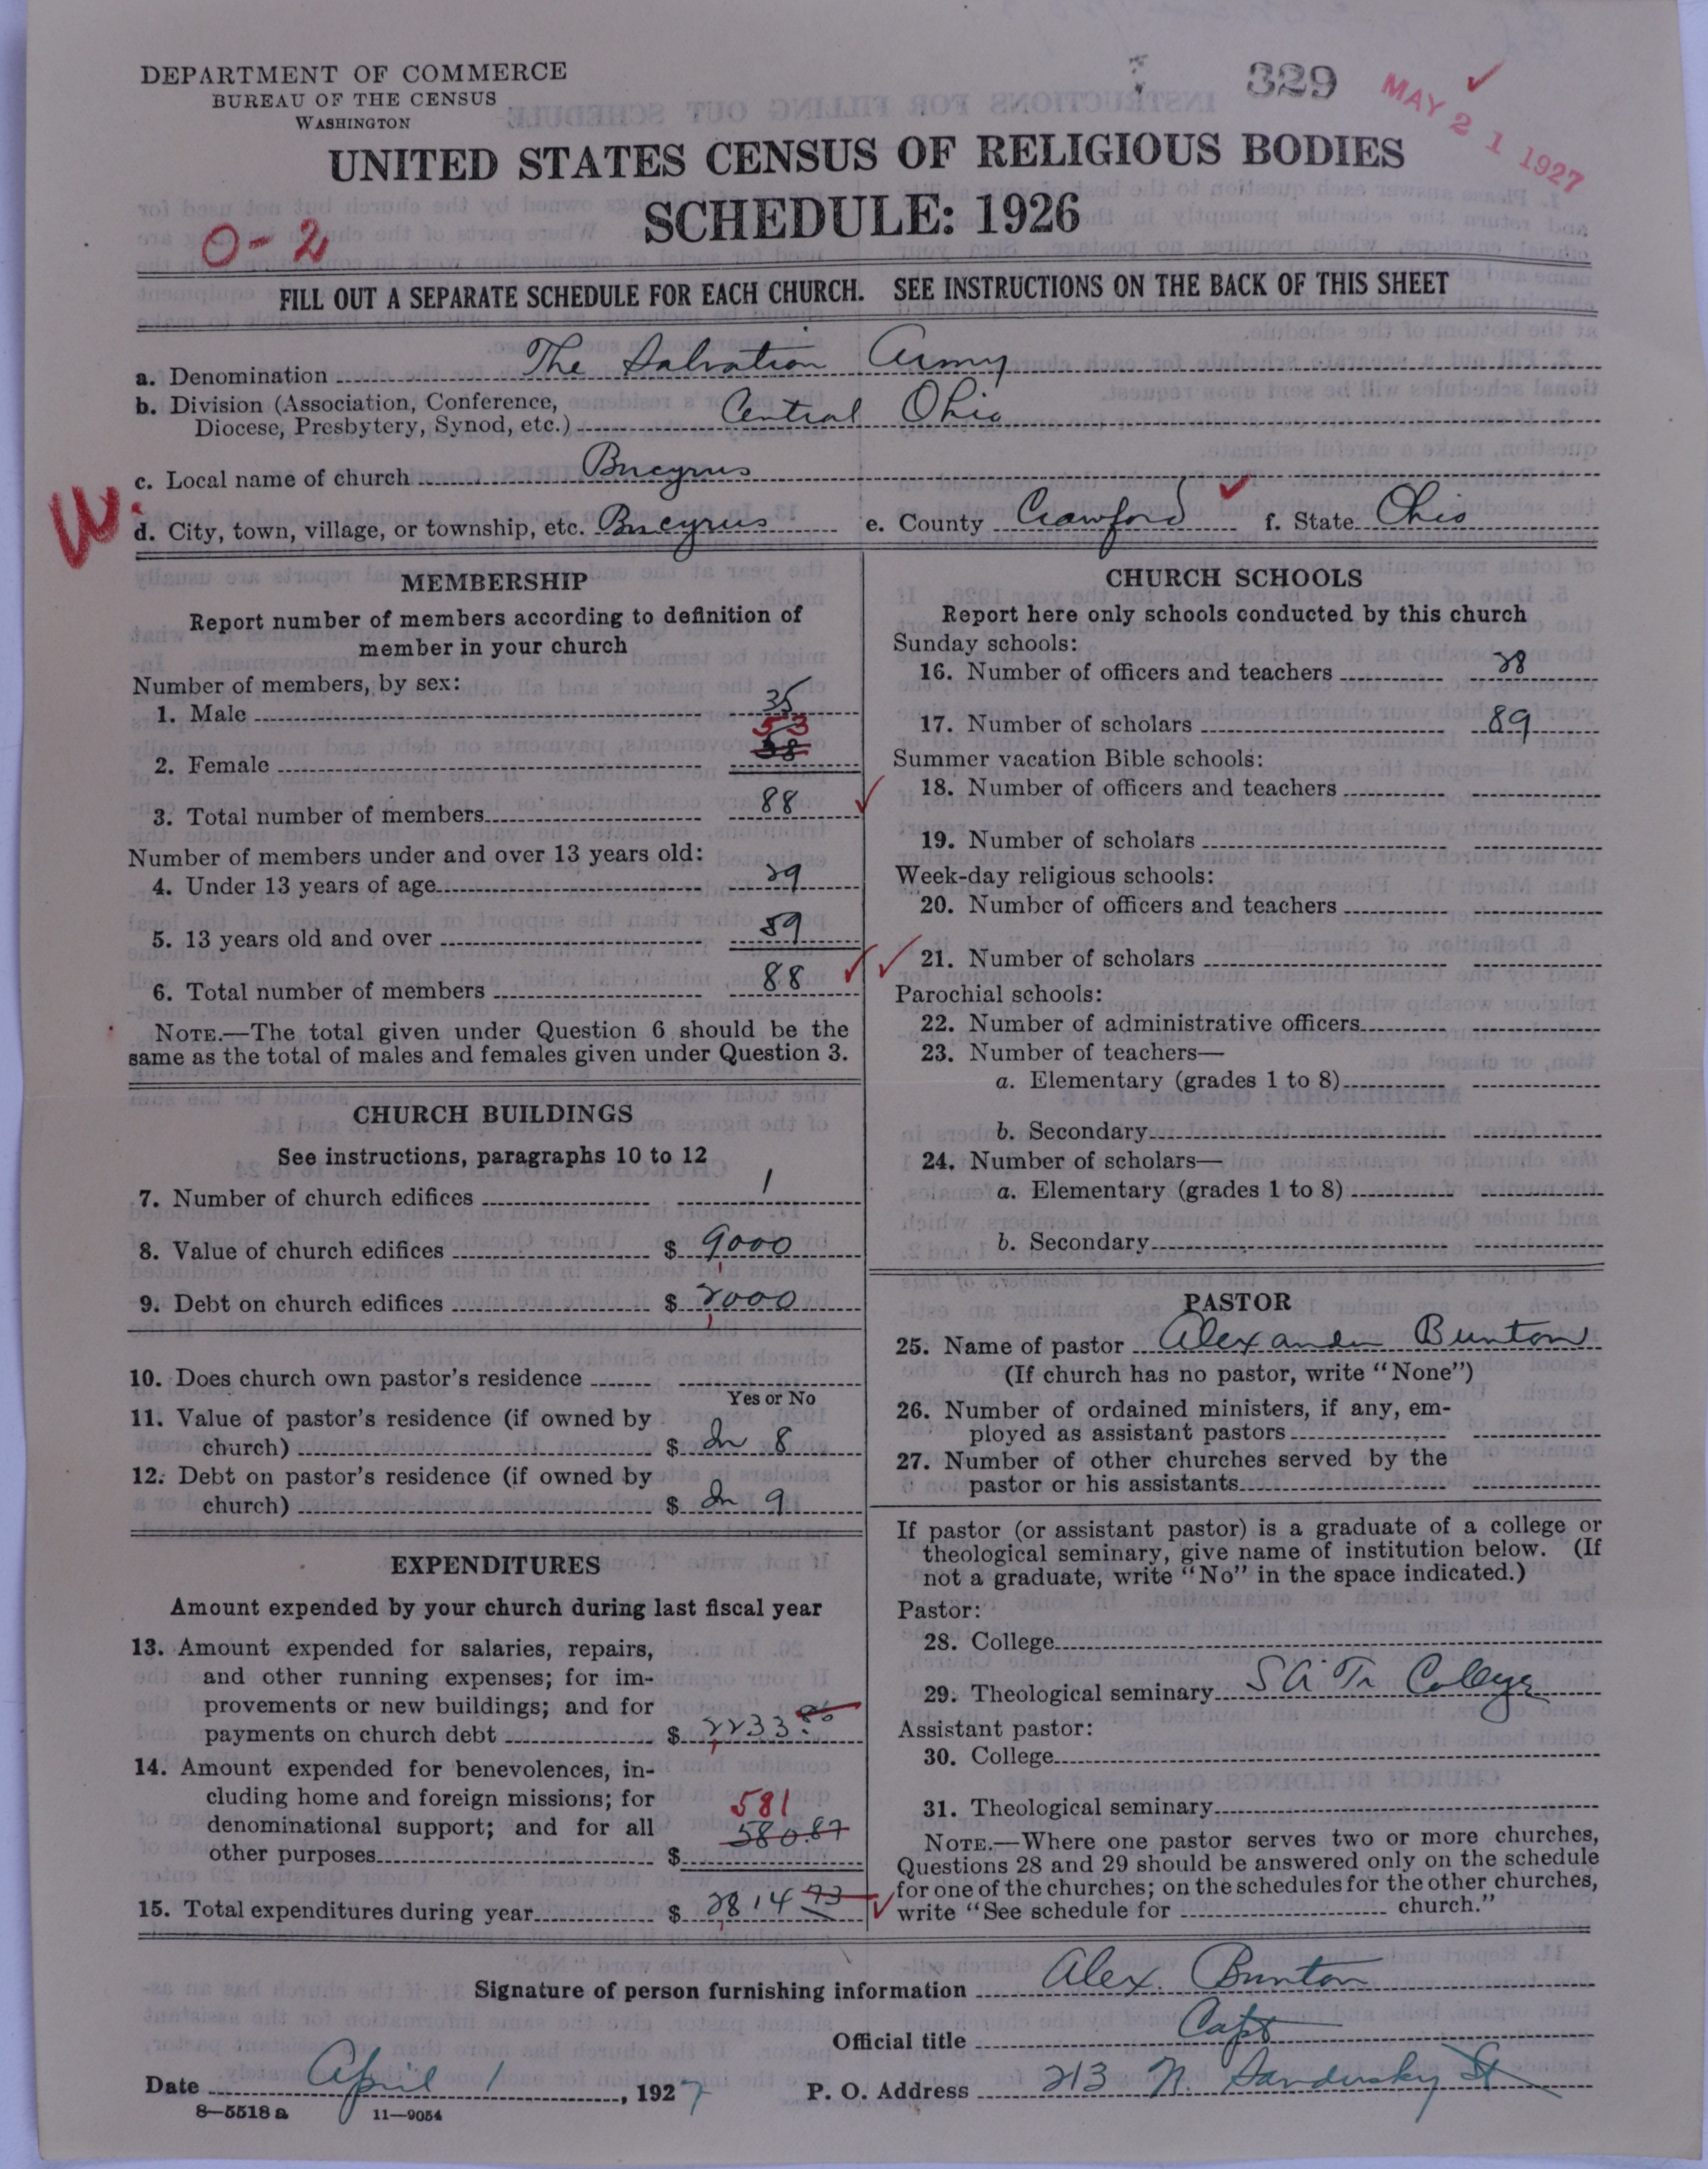 DEPARTMENT OF COMMERCE
BUREAU OF THE CENSUS
WASHINGTON
329
MAY 21 1927
UNITED STATES CENSUS OF RELIGIOUS BODIES
SCHEDULE: 1926
0-2
FILL OUT A SEPARATE SCHEDULE FOR EACH CHURCH. SEE INSTRUCTIONS ON THE BACK OF THIS SHEET
a. Denomination The Salvation Army
b. Division (Association, Conference,
Diocese, Presbytery, Synod, etc.) Central Ohio
c. Local name of church Bucyrus
W.
d. City, town, village, or township, etc. Bucyrus e. County Crawford f. State Ohio
MEMBERSHIP
Report number of members according to definition of
member in your church
Number of members, by sex:
1. Male 35
53
2. Female 58
3. Total number of members 88
Number of members under and over 13 years old:
4. Under 13 years of age 29
5. 13 years old and over 59
6. Total number of members 88
NOTE.—The total given under Question 6 should be the
same as the total of males and females given under Question 3.
CHURCH BUILDINGS
See instructions, paragraphs 10 to 12
7. Number of church edifices 1
8. Value of church edifices $ 9000
9. Debt on church edifices $ 2000
10. Does church own pastor's residence
Yes or No
11. Value of pastor's residence (if owned by
church) $ In 8
12. Debt on pastor's residence (if owned by
church) $ In 9
EXPENDITURES
Amount expended by your church during last fiscal year
13. Amount expended for salaries, repairs,
and other running expenses; for im-
provements or new buildings; and for
payments on church debt $ 2233.86
14. Amount expended for benevolences, in-
cluding home and foreign missions; for
denominational support; and for all
other purposes $
581
580.87
15. Total expenditures during year $ 2814 73
CHURCH SCHOOLS
Report here only schools conducted by this church
Sunday schools:
16. Number of officers and teachers 28
17. Number of scholars 89
Summer vacation Bible schools:
18. Number of officers and teachers
19. Number of scholars
Week-day religious schools:
20. Number of officers and teachers
21. Number of scholars
Parochial schools:
22. Number of administrative officers
23. Number of teachers—
a. Elementary (grades 1 to 8)
b. Secondary
24. Number of scholars—
a. Elementary (grades 1 to 8)
b. Secondary
PASTOR
25. Name of pastor Alexander Bunton
(If church has no pastor, write "None")
26. Number of ordained ministers, if any, em-
ployed as assistant pastors
27. Number of other churches served by the
pastor or his assistants
If pastor (or assistant pastor) is a graduate of a college or
theological seminary, give name of institution below. (If
not a graduate, write "No" in the space indicated.)
Pastor:
28. College
29. Theological seminary S A Tr College
Assistant pastor:
30. College
31. Theological seminary
NOTE.—Where one pastor serves two or more churches,
Questions 28 and 29 should be answered only on the schedule
for one of the churches; on the schedules for the other churches,
write "See schedule for church."
Signature of person furnishing information Alex. Bunton
Official title Capt
Date April 1, 1927 P. O. Address 213 N. Sandusky St
8-5518 a 11-9054